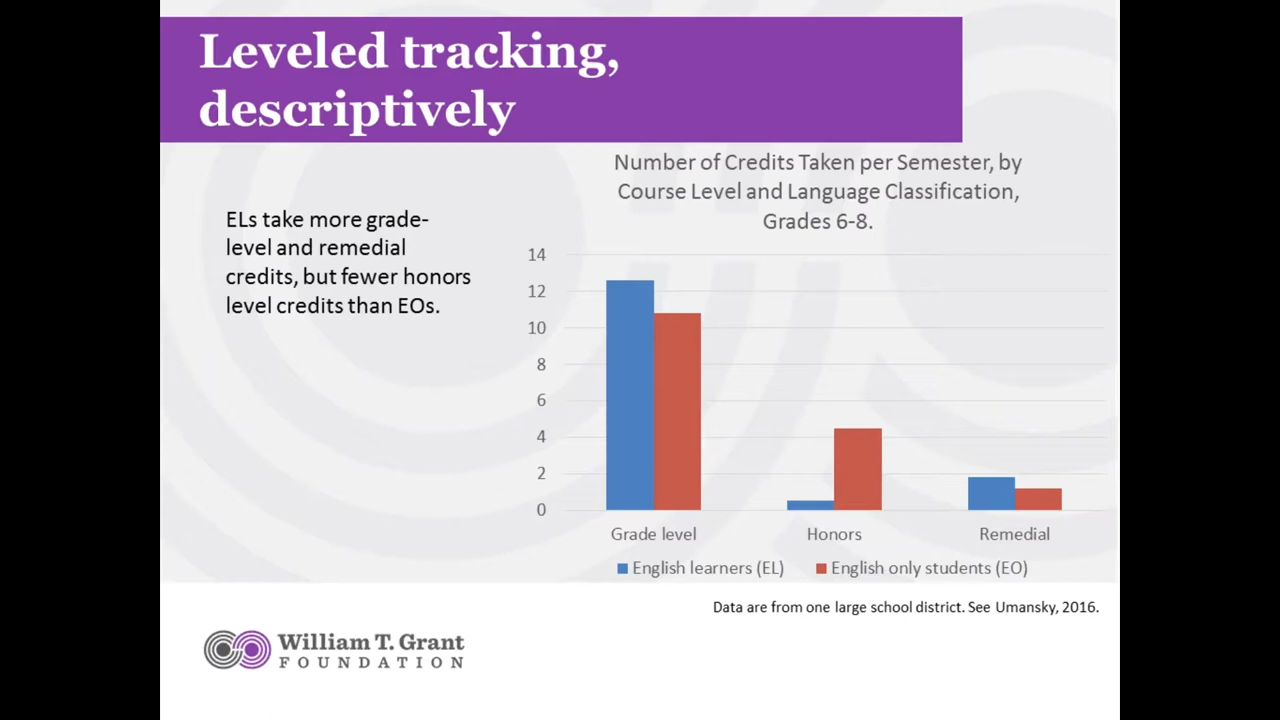 Leveled tracking,
descriptively
ELs take more grade-
level and remedial
credits, but fewer honors
level credits than EOs.
Number of Credits Taken per Semester, by
Course Level and Language Classification,
Grades 6-8.
14
12
10
8
6
4
2
0
Grade level Honors Remedial
English learners (EL) English only students (EO)
Data are from one large school district. See Umansky, 2016.
William T. Grant
FOUNDATION